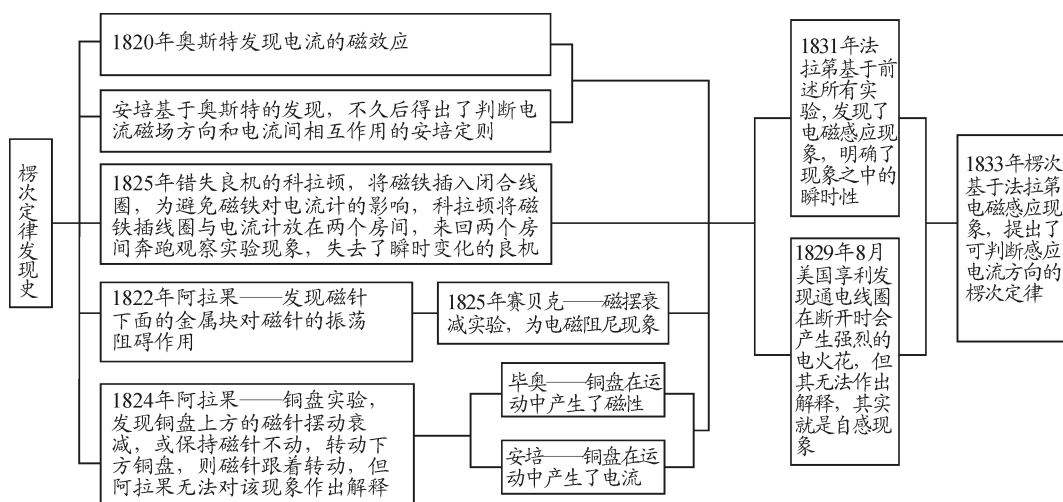 楞次定律发现史
1820年奥斯特发现电流的磁效应
安培基于奥斯特的发现，不久后得出了判断电
流磁场方向和电流间相互作用的安培定则
1825年错失良机的科拉顿，将磁铁插入闭合线
圈，为避免磁铁对电流计的影响，科拉顿将磁
铁插线圈与电流计放在两个房间，来回两个房
间奔跑观察实验现象，失去了瞬时变化的良机
1822年阿拉果——发现磁针
下面的金属块对磁针的振荡
阻碍作用
1825年赛贝克——磁摆衰
减实验，为电磁阻尼现象
1824年阿拉果——铜盘实验，
发现铜盘上方的磁针摆动衰
减，或保持磁针不动，转动下
方铜盘，则磁针跟着转动，但
阿拉果无法对该现象作出解释
毕奥——铜盘在运
动中产生了磁性
安培—铜盘在运
动中产生了电流
1831年法
拉第基于前
述所有实
验，发现了
电磁感应现
象，明确了
现象之中的
瞬时性
1829年8月
美国享利发
现通电线圈
在断开时会
产生强烈的
电火花，但
其无法作出
解释，其实
就是自感现
象
1833年楞次
基于法拉第
电磁感应现
象，提出了
可判断感应
电流方向的
楞次定律